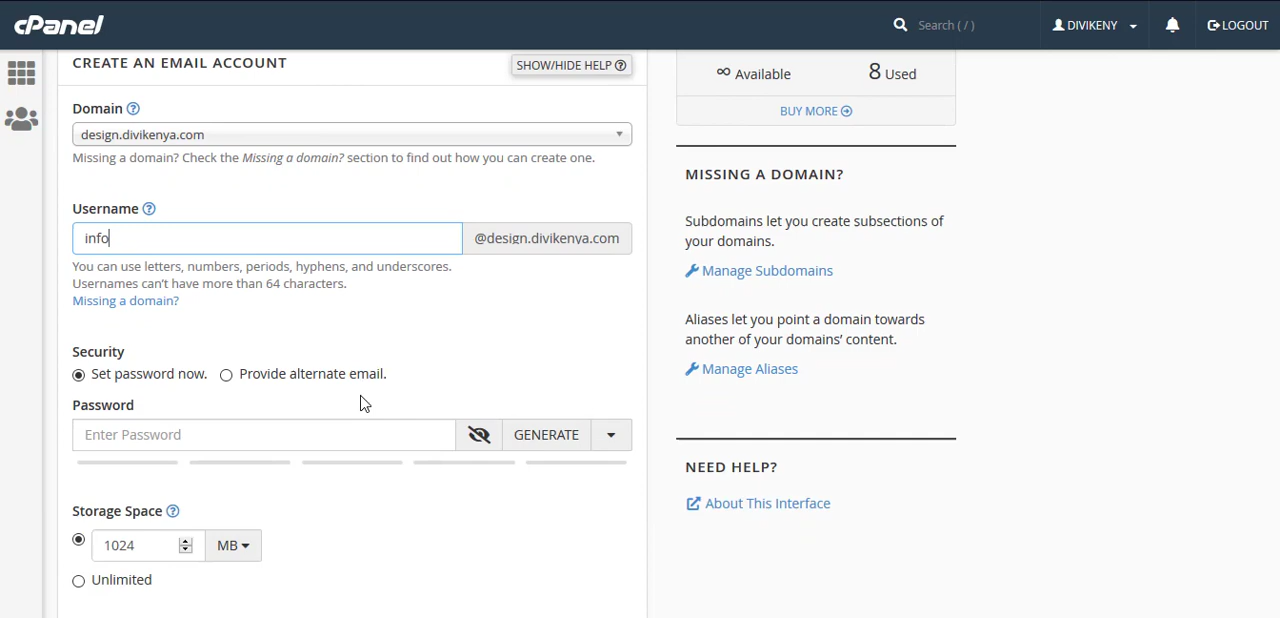 cPanel
Search ( / )
DIVIKENY
LOGOUT
CREATE AN EMAIL ACCOUNT
SHOW/HIDE HELP
Domain
design.divikenya.com
Missing a domain? Check the Missing a domain? section to find out how you can create one.
Username
info
@design.divikenya.com
You can use letters, numbers, periods, hyphens, and underscores.
Usernames can't have more than 64 characters.
Missing a domain?
Security
Set password now.
Provide alternate email.
Password
Enter Password
GENERATE
Storage Space
1024
MB
Unlimited
∞ Available
8 Used
BUY MORE
MISSING A DOMAIN?
Subdomains let you create subsections of
your domains.
Manage Subdomains
Aliases let you point a domain towards
another of your domains' content.
Manage Aliases
NEED HELP?
About This Interface